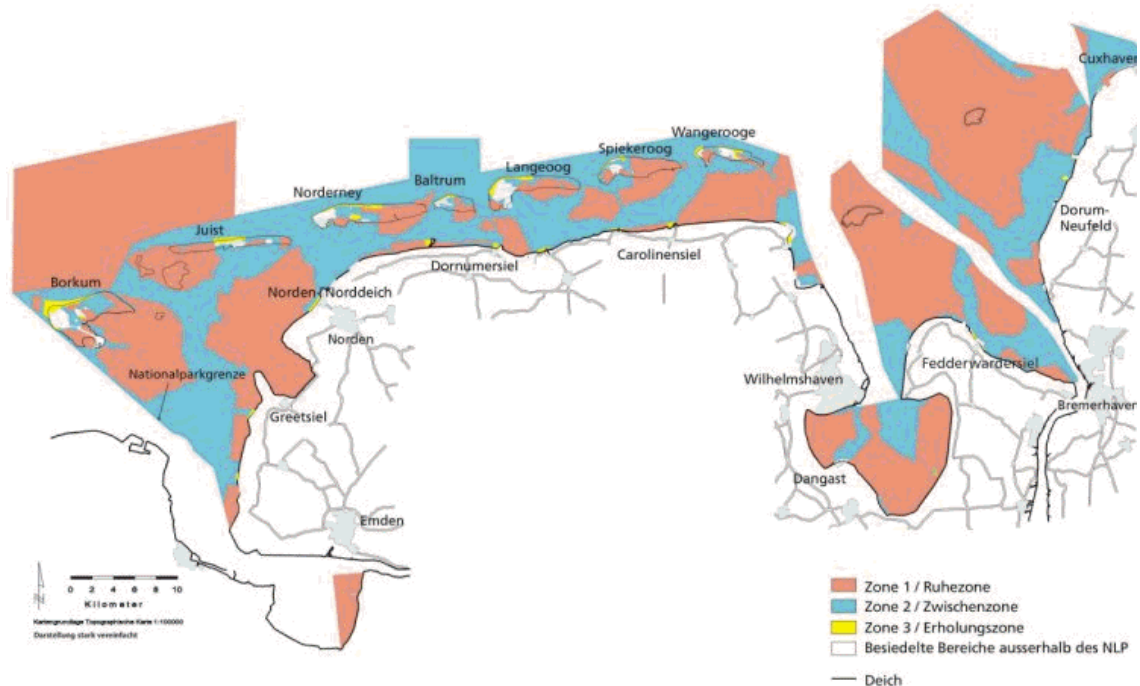 Cuxhaven
Wangerooge
Spiekeroog
Langeoog
Baltrum
Norderney
Juist
Borkum
Dorum-
Neufeld
Dornumersiel
Carolinensiel
Norden-Norddeich
Norden
Nationalparkgrenze
Greetsiel
Wilhelmshaven
Fedderwardersiel
Bremerhaven
Dangast
Emden
0 2 4 6 8 10
Kilometer
Kartengrundlage Topographische Karte 1:100000
Darstellung stark vereinfacht
Zone 1 / Ruhezone
Zone 2 / Zwischenzone
Zone 3 / Erholungszone
Besiedelte Bereiche ausserhalb des NLP
Deich